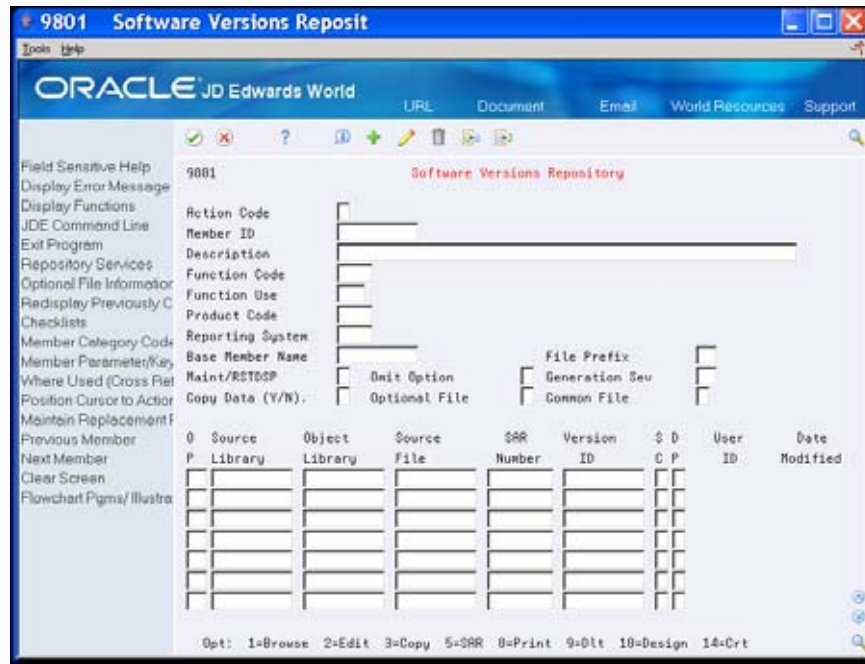 9801 Software Versions Reposit
Tools Help
ORACLE JD Edwards World
URL Document Email World Resources Support
Field Sensitive Help
Display Error Message
Display Functions
JDE Command Line
Exit Program
Repository Services
Optional File Information
Redisplay Previously C
Checklists
Member Category Code
Member Parameter/Key
Where Used (Cross Ref
Position Cursor to Action
Maintain Replacement F
Previous Member
Next Member
Clear Screen
Flowchart Pgms/ Illustra
9801 Software Versions Repository
Action Code
Member ID
Description
Function Code
Function Use
Product Code
Reporting System
Base Member Name File Prefix
Maint/RSTDSP Omit Option Generation Sev
Copy Data (Y/N). Optional File Common File
O Source Object Source SAR Version S D User Date
P Library Library File Number ID C P ID Modified
Opt: 1=Browse 2=Edit 3=Copy 5=SAR 8=Print 9=Dlt 10=Design 14=Crt